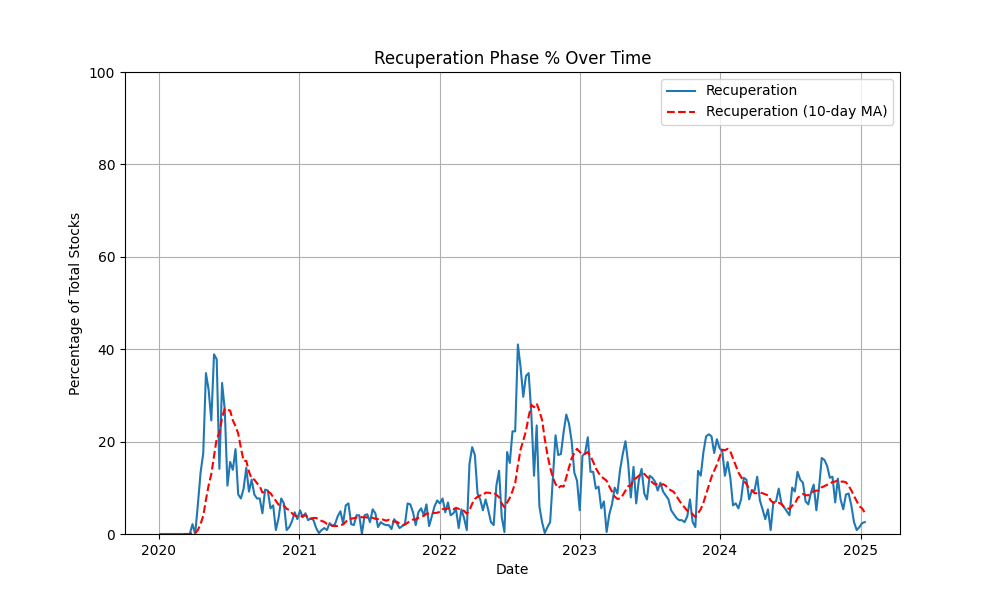 Recuperation Phase % Over Time
Recuperation
Recuperation (10-day MA)
Percentage of Total Stocks
100
80
60
40
20
0
2020
2021
2022
2023
2024
2025
Date